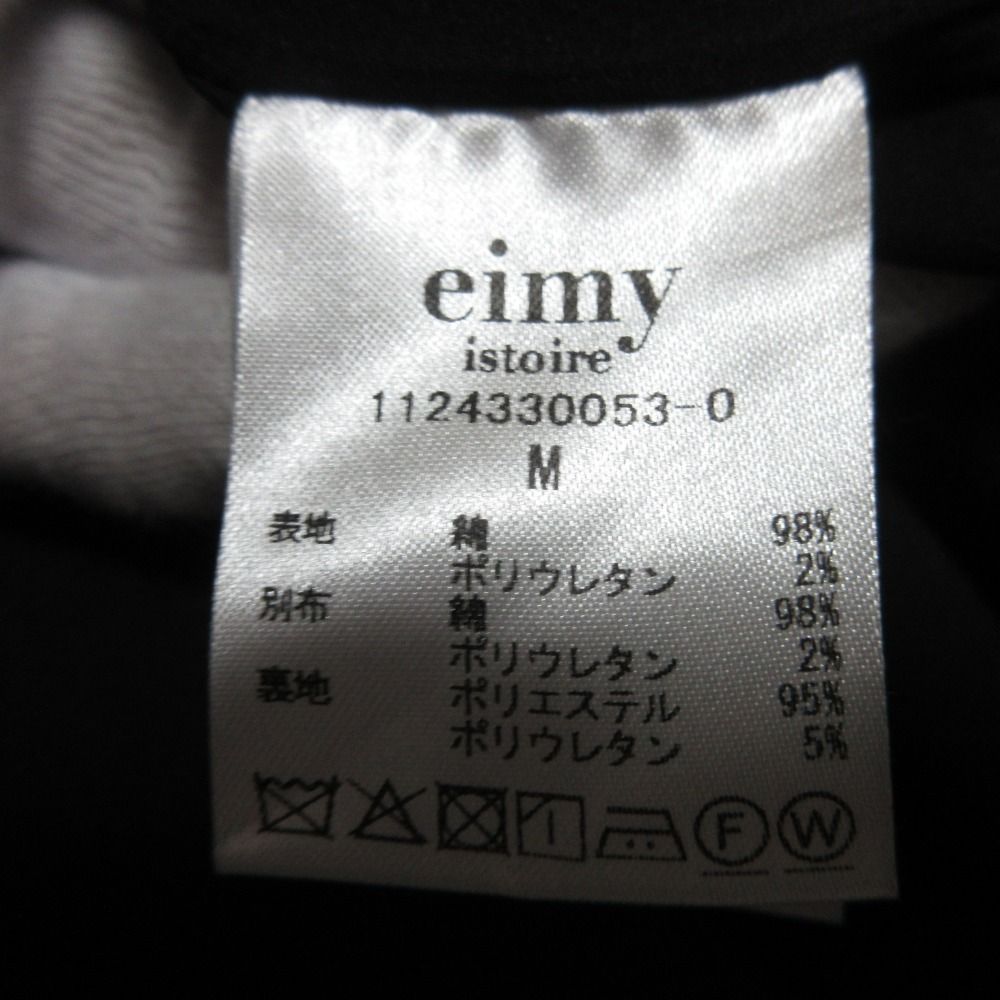 eimy
istoire
1124330053-0
M
表地 綿 98%
ポリウレタン 2%
別布 綿 98%
ポリウレタン 2%
裏地 ポリエステル 95%
ポリウレタン 5%
F W